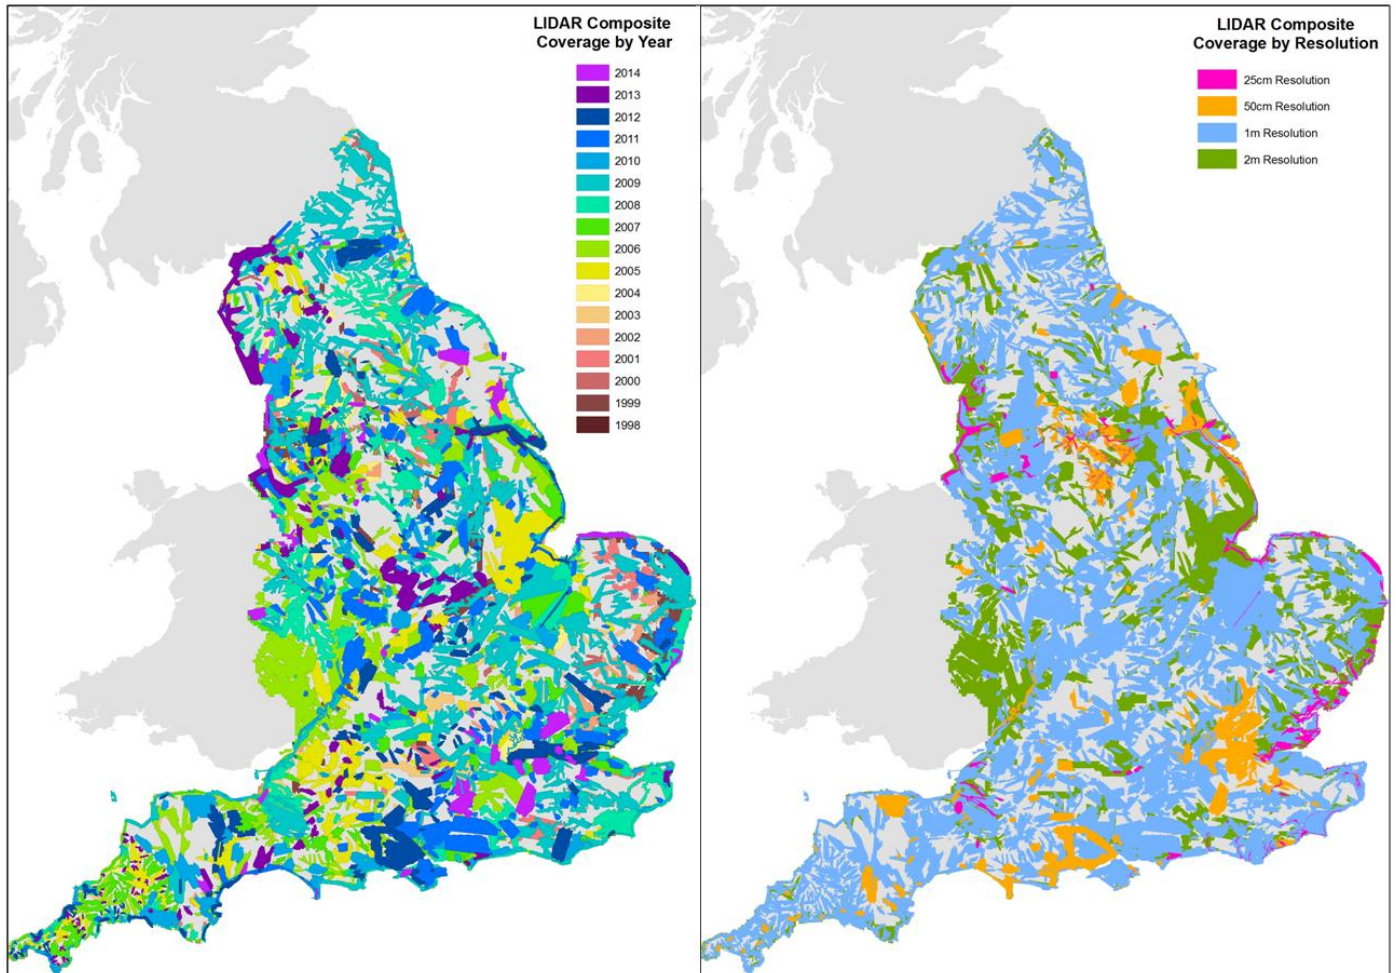 LIDAR Composite
Coverage by Year
2014
2013
2012
2011
2010
2009
2008
2007
2006
2005
2004
2003
2002
2001
2000
1999
1998
LIDAR Composite
Coverage by Resolution
25cm Resolution
50cm Resolution
1m Resolution
2m Resolution